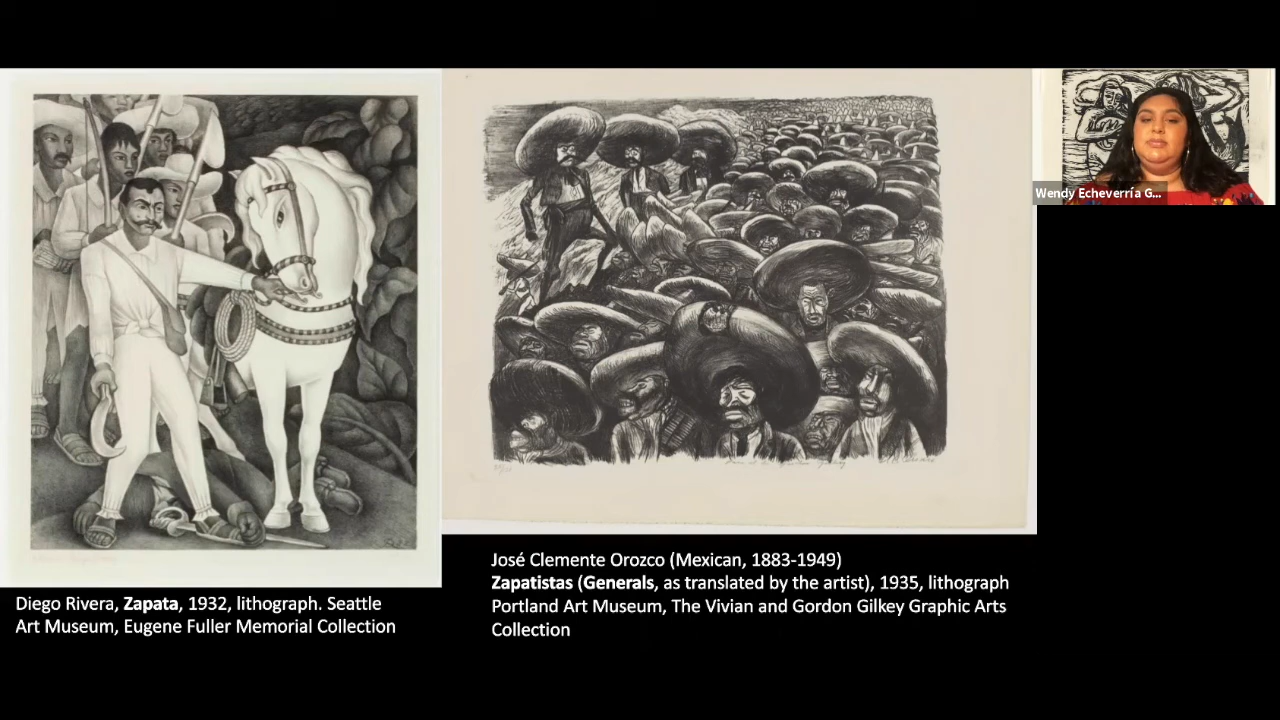 Wendy Echeverría G...
Diego Rivera, Zapata, 1932, lithograph. Seattle
Art Museum, Eugene Fuller Memorial Collection
José Clemente Orozco (Mexican, 1883-1949)
Zapatistas (Generals, as translated by the artist), 1935, lithograph
Portland Art Museum, The Vivian and Gordon Gilkey Graphic Arts
Collection